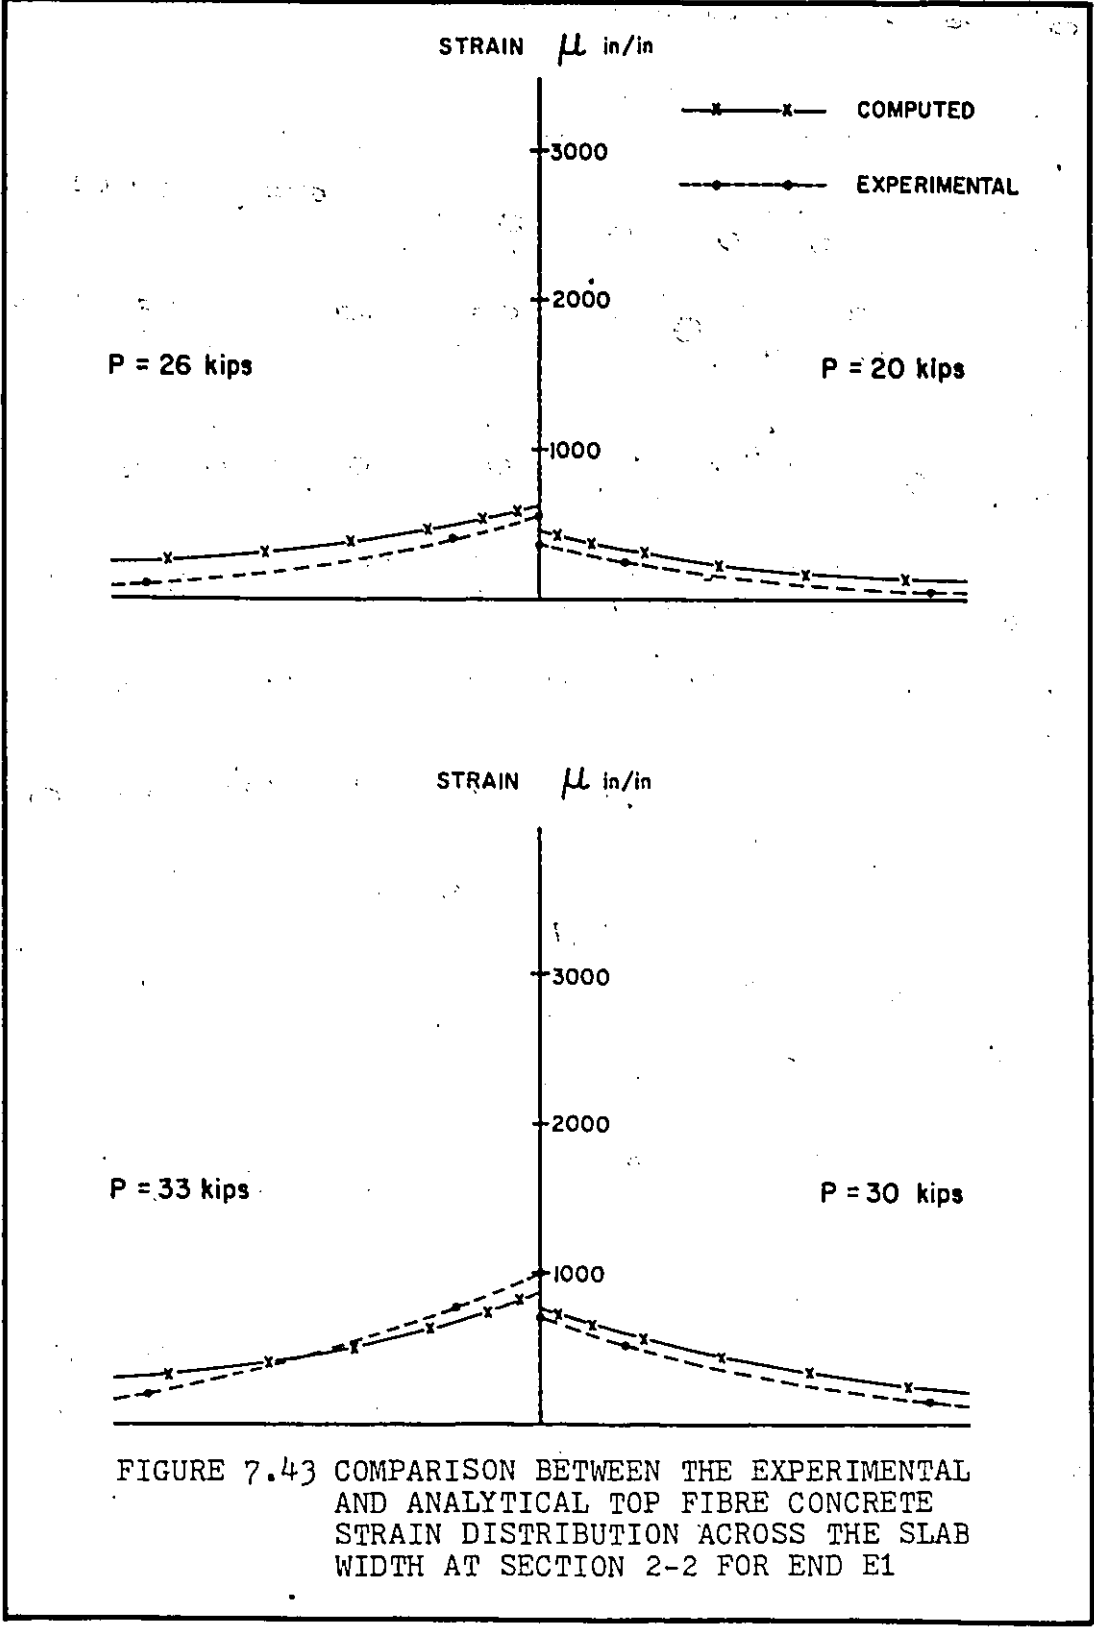 STRAIN μ in/in
COMPUTED
3000
EXPERIMENTAL
2000
P = 26 kips
P = 20 kips
1000
STRAIN μ in/in
3000
2000
P = 33 kips
P = 30 kips
1000
FIGURE 7.43 COMPARISON BETWEEN THE EXPERIMENTAL
AND ANALYTICAL TOP FIBRE CONCRETE
STRAIN DISTRIBUTION ACROSS THE SLAB
WIDTH AT SECTION 2-2 FOR END E1